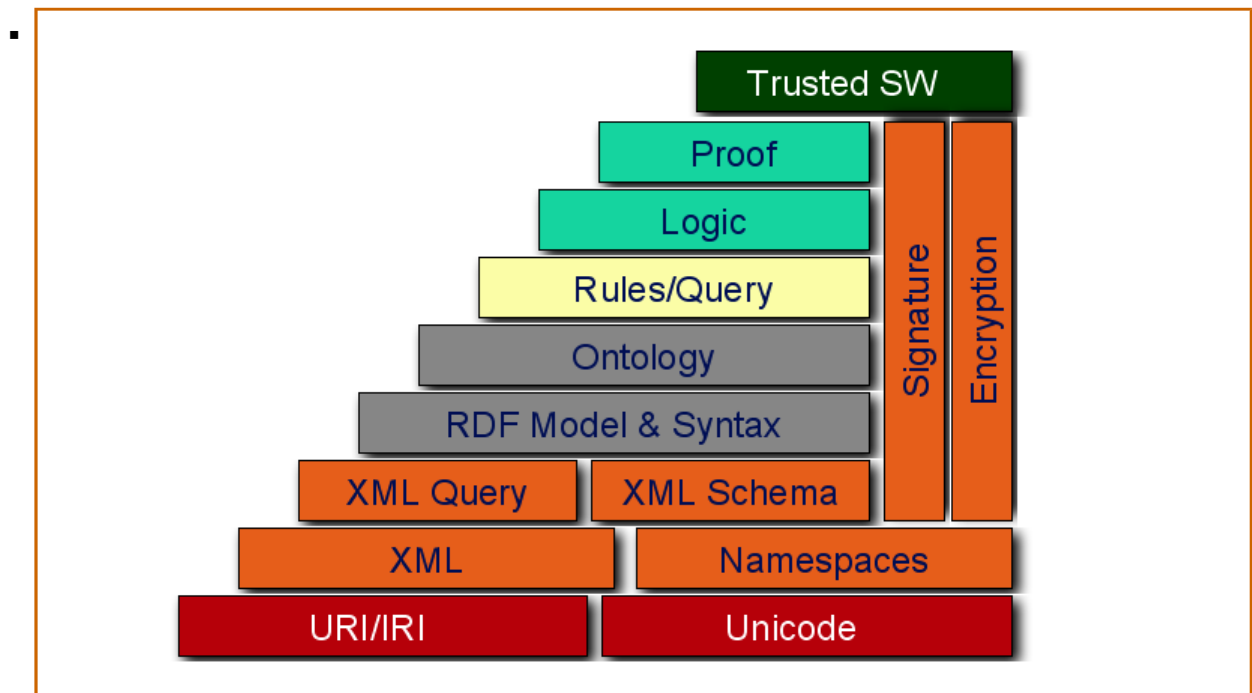 Trusted SW
Proof
Logic
Rules/Query
Ontology
RDF Model & Syntax
Signature
Encryption
XML Query
XML Schema
XML
Namespaces
URI/IRI
Unicode